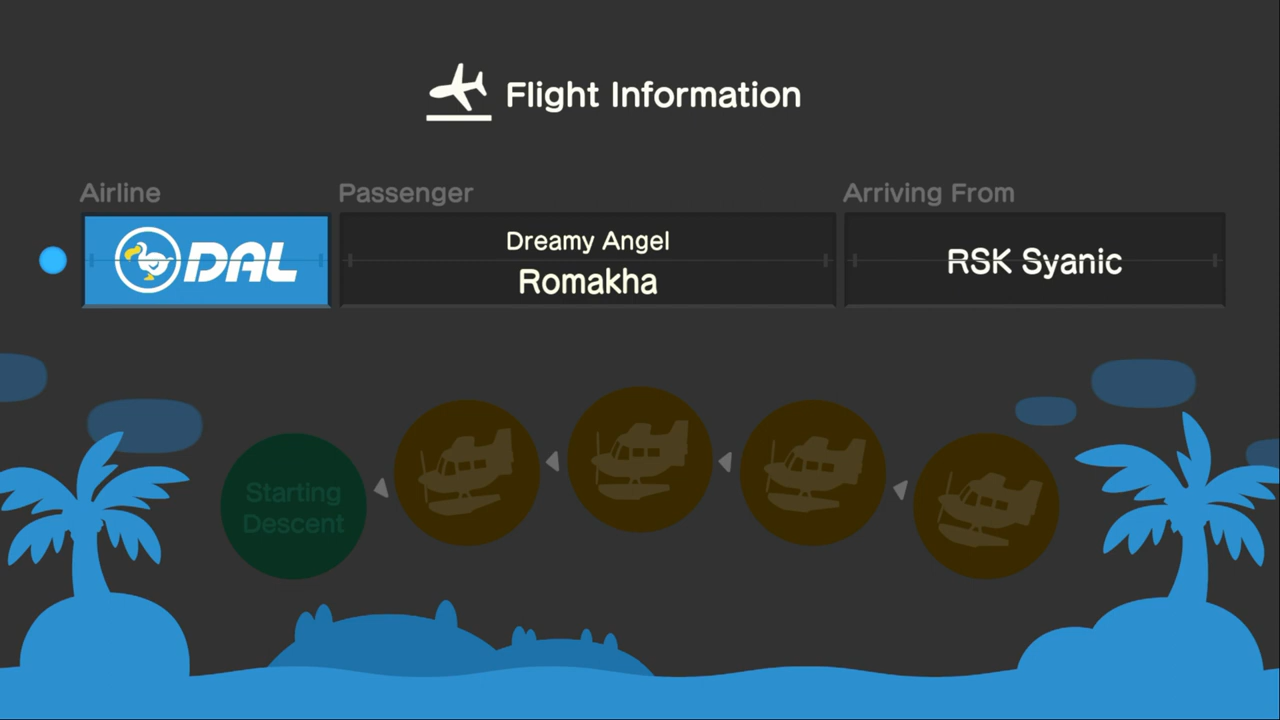 Flight Information
Airline
Passenger
Arriving From
DAL
Dreamy Angel
Romakha
RSK Syanic
Starting
Descent